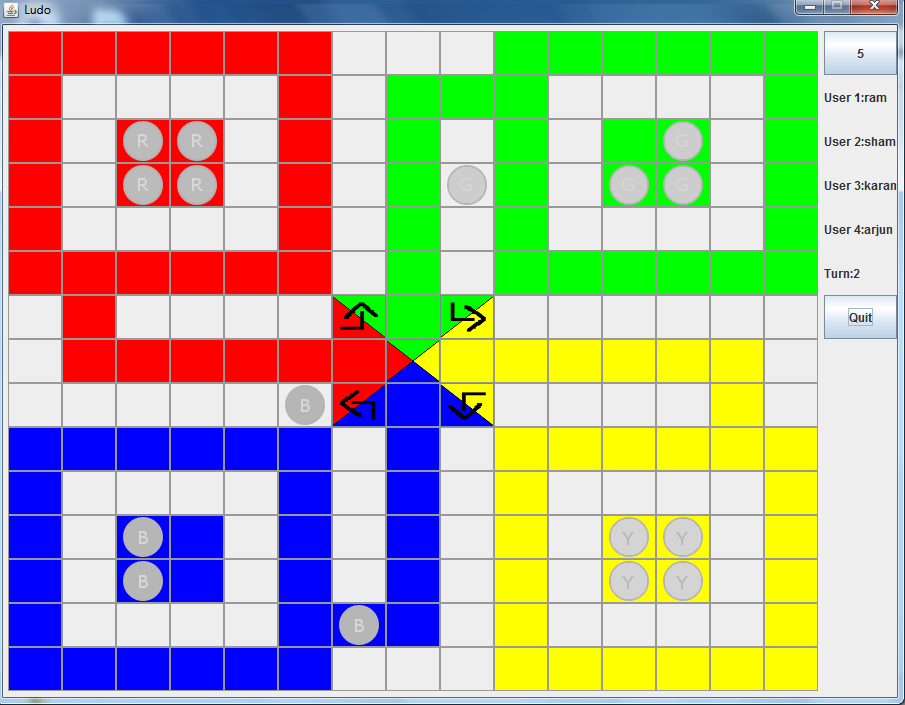 Ludo
5
User 1:ram
R R G
User 2:sham
R R G G G
User 3:karan
User 4:arjun
Turn:2
Quit
B
B Y Y
B Y Y
B